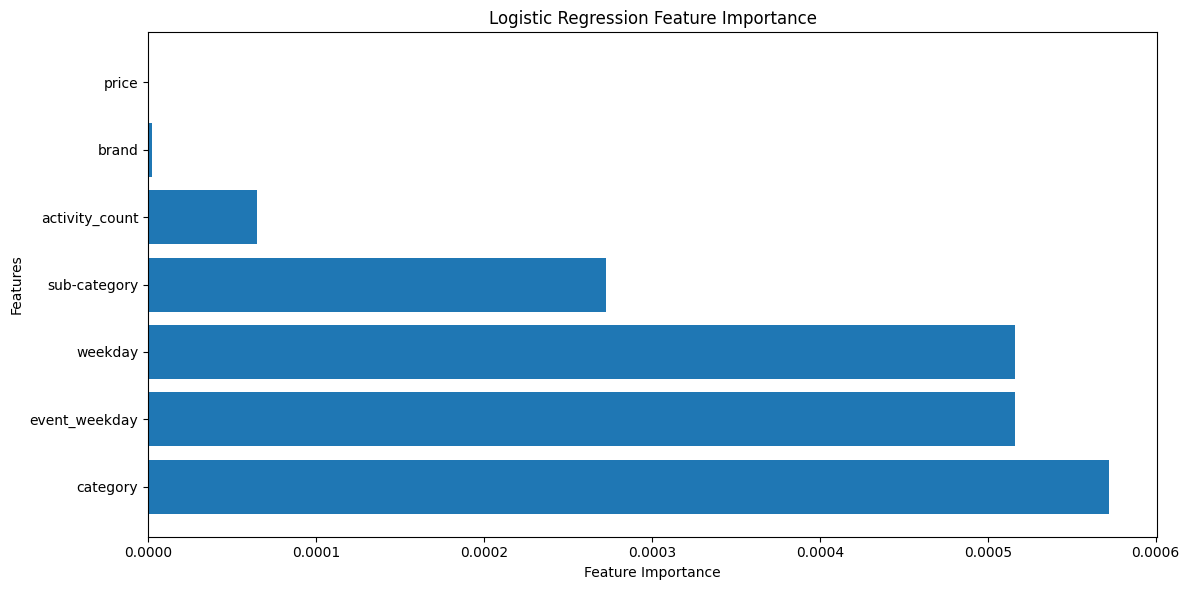 Logistic Regression Feature Importance
price
brand
activity_count
sub-category
weekday
event_weekday
category
Features
0.0000 0.0001 0.0002 0.0003 0.0004 0.0005 0.0006
Feature Importance